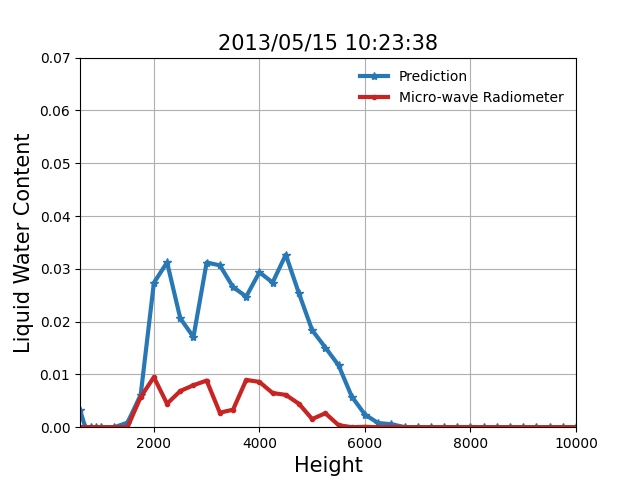 2013/05/15 10:23:38
Liquid Water Content
0.07
0.06
0.05
0.04
0.03
0.02
0.01
0.00
Prediction
Micro-wave Radiometer
2000 4000 6000 8000 10000
Height